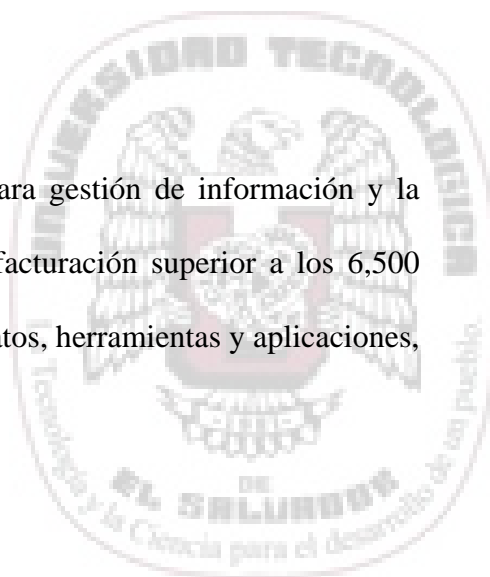 UNIVERSIDAD TECNOLOGICA
ara gestión de información y la
facturación superior a los 6,500
atos, herramientas y aplicaciones,
DE
EL SALVADOR
Tecnología y la Ciencia para el desarrollo de un pueblo.